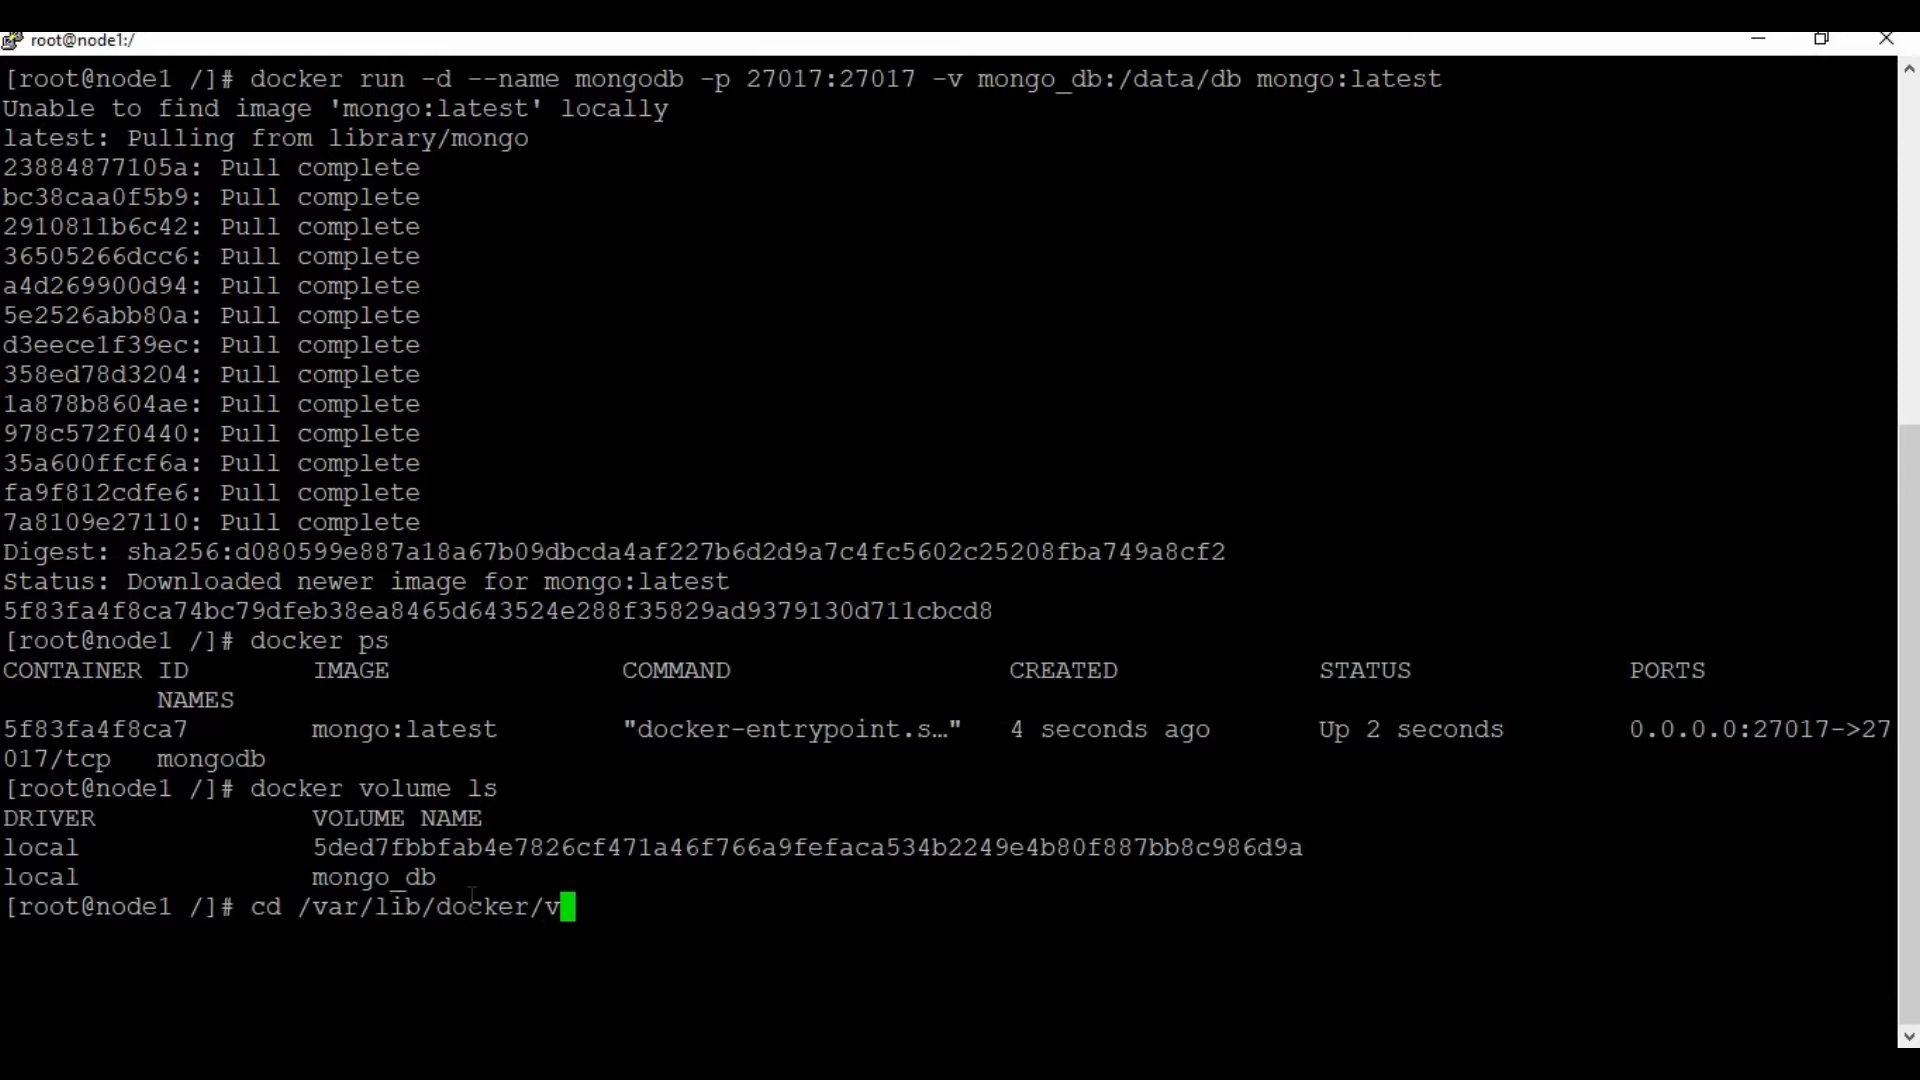 root@node1:/
[root@node1 /]# docker run -d --name mongodb -p 27017:27017 -v mongo_db:/data/db mongo:latest
Unable to find image 'mongo:latest' locally
latest: Pulling from library/mongo
23884877105a: Pull complete
bc38caa0f5b9: Pull complete
2910811b6c42: Pull complete
36505266dcc6: Pull complete
a4d269900d94: Pull complete
5e2526abb80a: Pull complete
d3eece1f39ec: Pull complete
358ed78d3204: Pull complete
1a878b8604ae: Pull complete
978c572f0440: Pull complete
35a600ffcf6a: Pull complete
fa9f812cdfe6: Pull complete
7a8109e27110: Pull complete
Digest: sha256:d080599e887a18a67b09dbcda4af227b6d2d9a7c4fc5602c25208fba749a8cf2
Status: Downloaded newer image for mongo:latest
5f83fa4f8ca74bc79dfeb38ea8465d643524e288f35829ad9379130d711cbcd8
[root@node1 /]# docker ps
CONTAINER ID        IMAGE               COMMAND                  CREATED             STATUS              PORTS
          NAMES
5f83fa4f8ca7        mongo:latest        "docker-entrypoint.s…"   4 seconds ago       Up 2 seconds        0.0.0.0:27017->27
017/tcp   mongodb
[root@node1 /]# docker volume ls
DRIVER              VOLUME NAME
local               5ded7fbbfab4e7826cf471a46f766a9fefaca534b2249e4b80f887bb8c986d9a
local               mongo_db
[root@node1 /]# cd /var/lib/docker/v